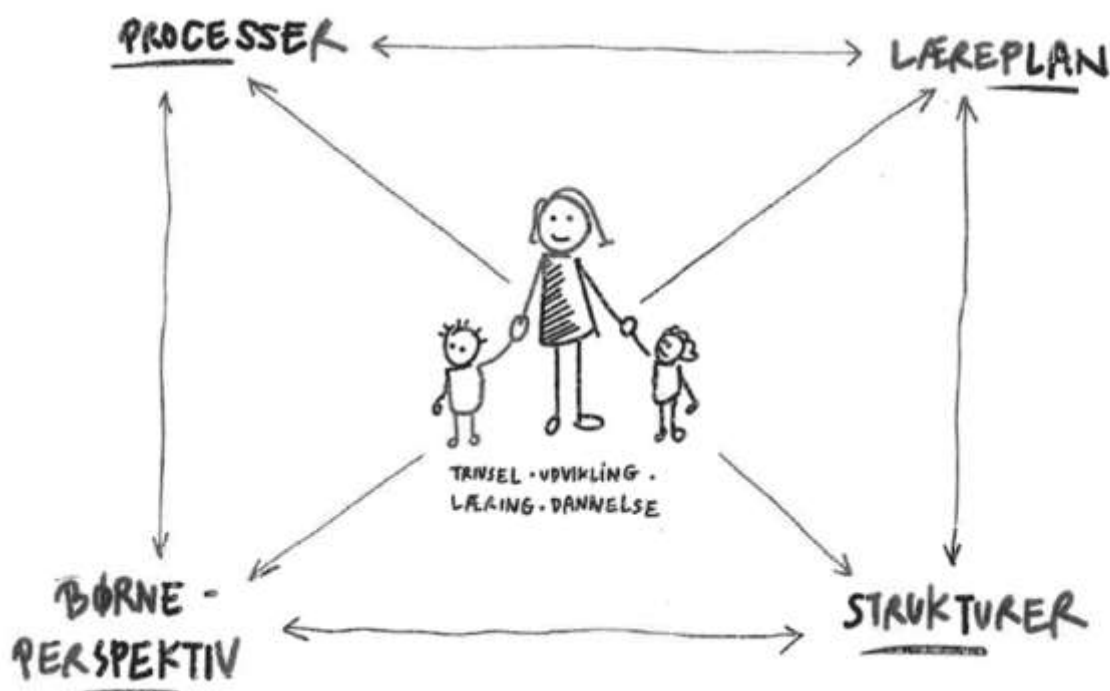 PROCESSER
LÆREPLAN
TRIVSEL · UDVIKLING ·
LÆRING · DANNELSE
BØRNE -
PERSPEKTIV
STRUKTURER